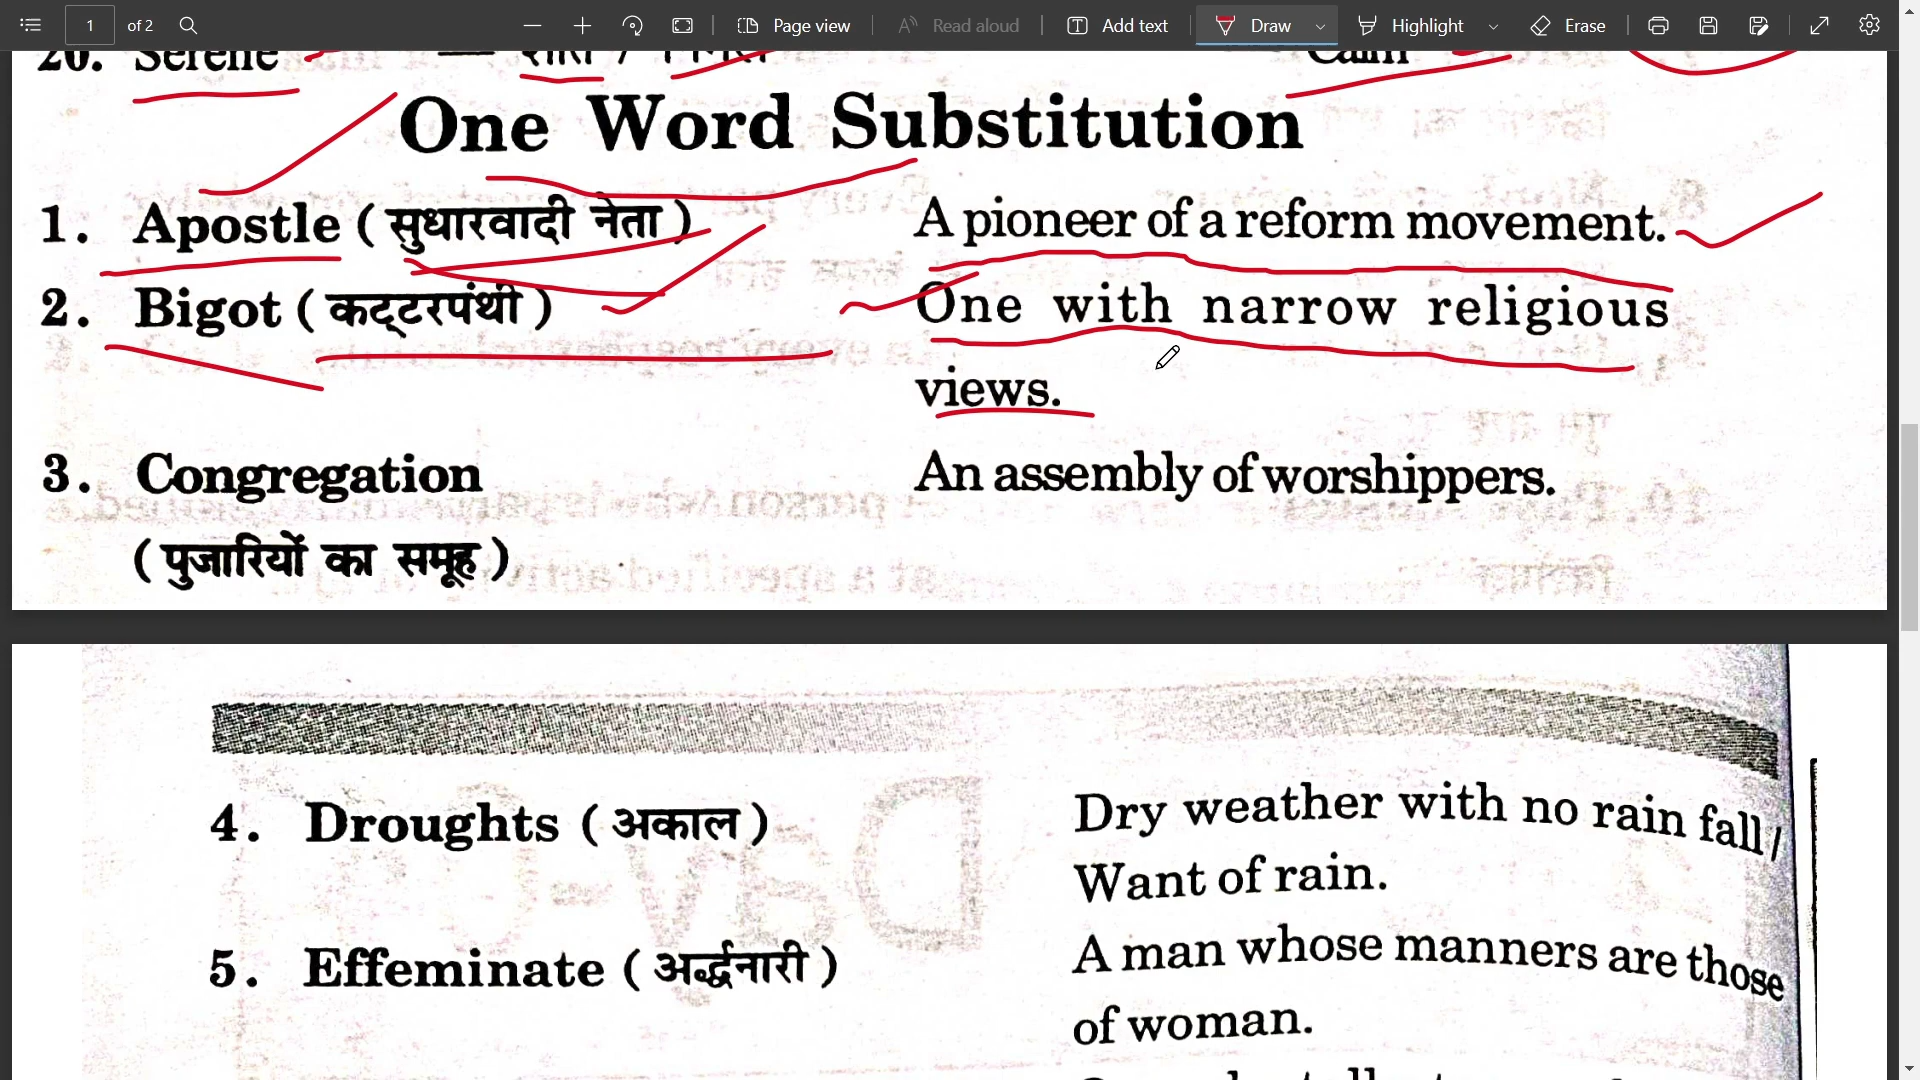 1 of 2 Page view Read aloud Add text Draw Highlight Erase
20. Serene — शांत / Calm
One Word Substitution
1. Apostle ( सुधारवादी नेता ) A pioneer of a reform movement.
2. Bigot ( कट्टरपंथी ) One with narrow religious
views.
3. Congregation An assembly of worshippers.
( पुजारियों का समूह )
4. Droughts ( अकाल ) Dry weather with no rain fall /
Want of rain.
5. Effeminate ( अर्द्धनारी ) A man whose manners are those
of woman.